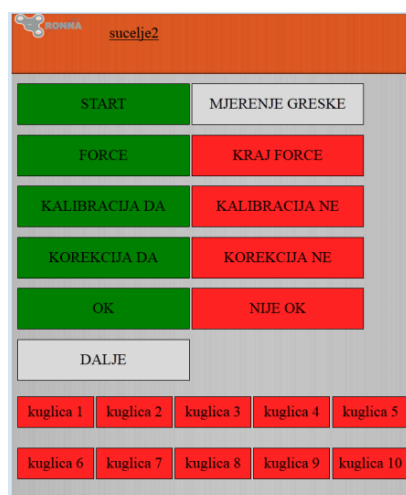 RONNA
sucelje2
START MJERENJE GRESKE
FORCE KRAJ FORCE
KALIBRACIJA DA KALIBRACIJA NE
KOREKCIJA DA KOREKCIJA NE
OK NIJE OK
DALJE
kuglica 1 kuglica 2 kuglica 3 kuglica 4 kuglica 5
kuglica 6 kuglica 7 kuglica 8 kuglica 9 kuglica 10